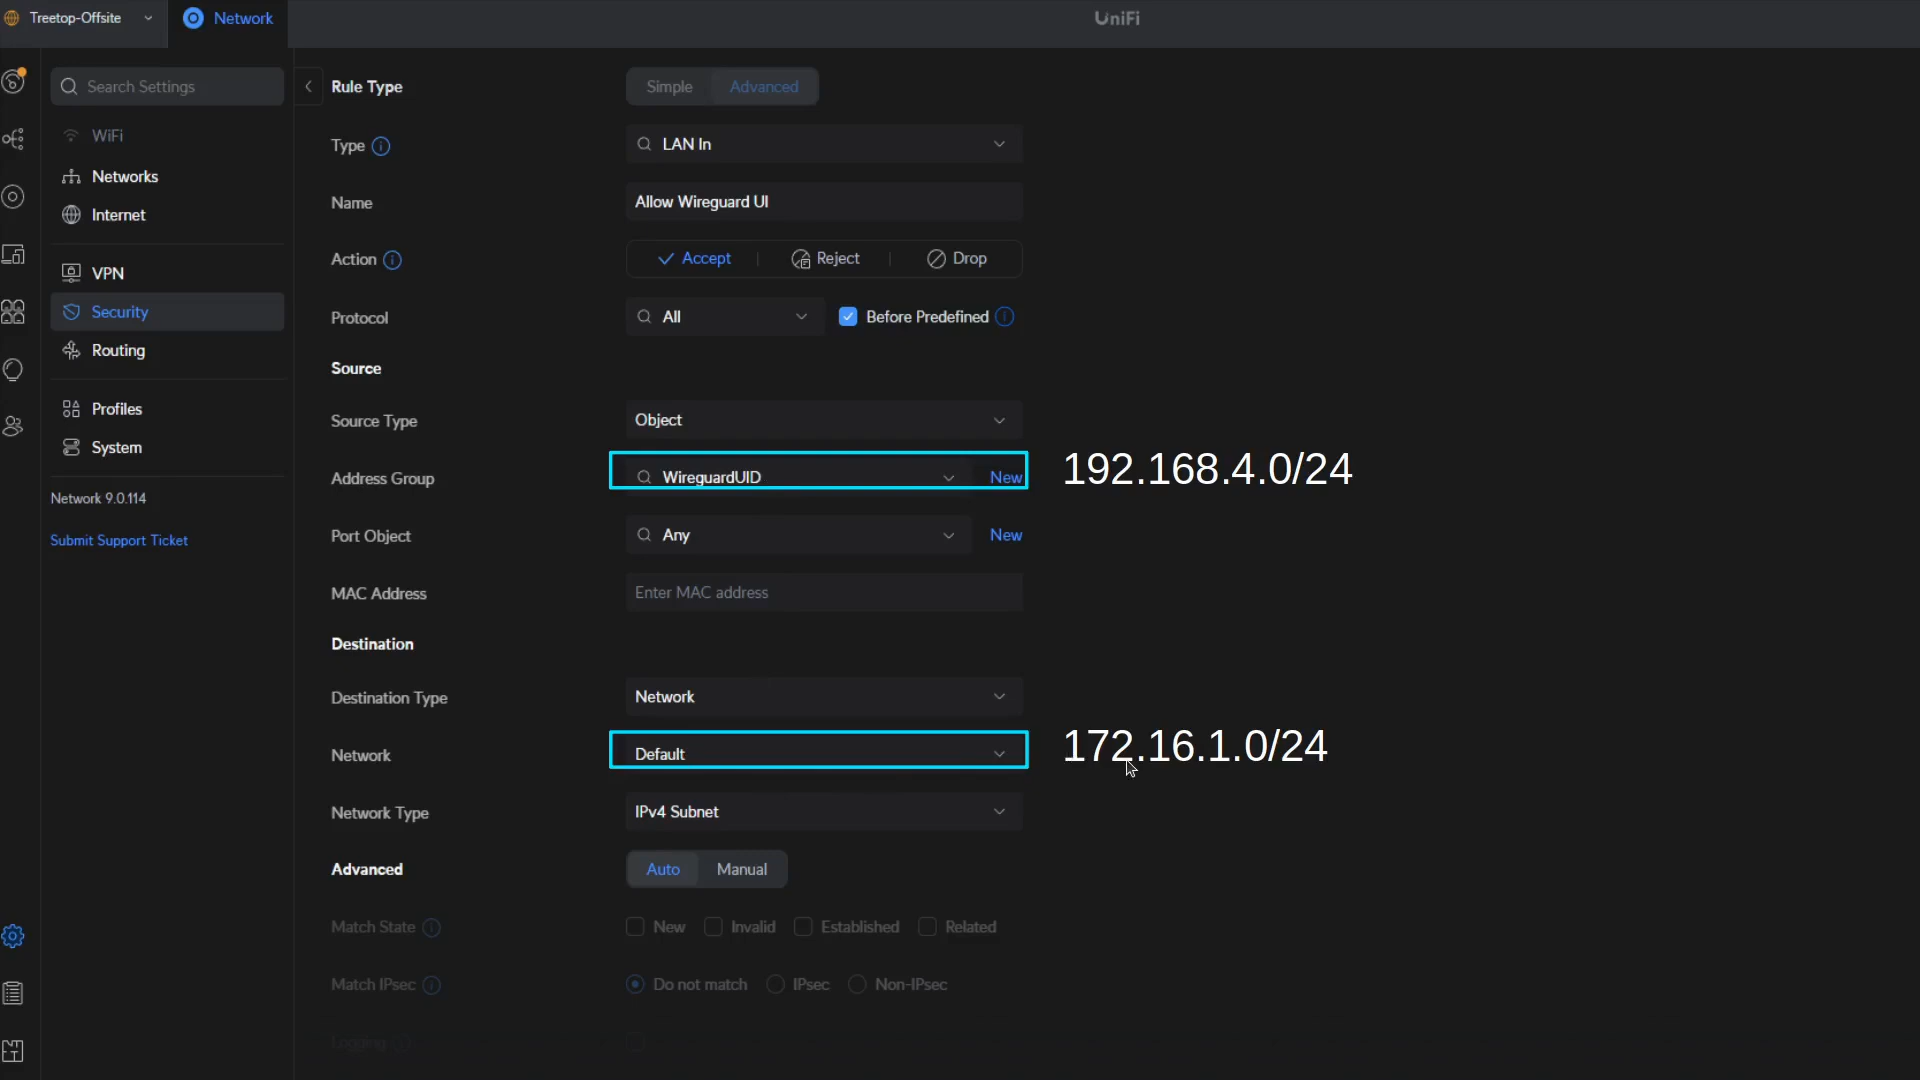 Treetop-Offsite
Network
UniFi
Search Settings
WiFi
Networks
Internet
VPN
Security
Routing
Profiles
System
Network 9.0.114
Submit Support Ticket
Rule Type
Simple Advanced
Type
LAN In
Name
Allow Wireguard UI
Action
Accept Reject Drop
Protocol
All Before Predefined
Source
Source Type
Object
Address Group
WireguardUID New 192.168.4.0/24
Port Object
Any New
MAC Address
Enter MAC address
Destination
Destination Type
Network
Network
Default 172.16.1.0/24
Network Type
IPv4 Subnet
Advanced
Auto Manual
Match State
New Invalid Established Related
Match IPsec
Do not match IPsec Non-IPsec
Logging